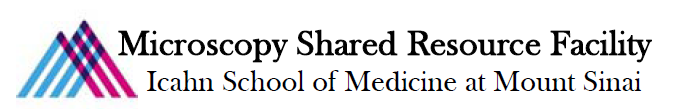 Microscopy Shared Resource Facility
Icahn School of Medicine at Mount Sinai